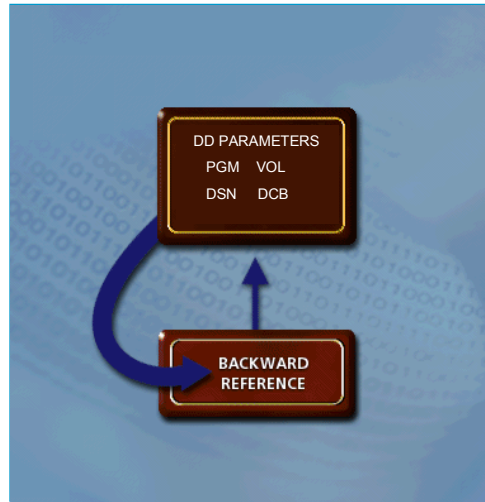 DD PARAMETERS
PGM VOL
DSN DCB
BACKWARD
REFERENCE